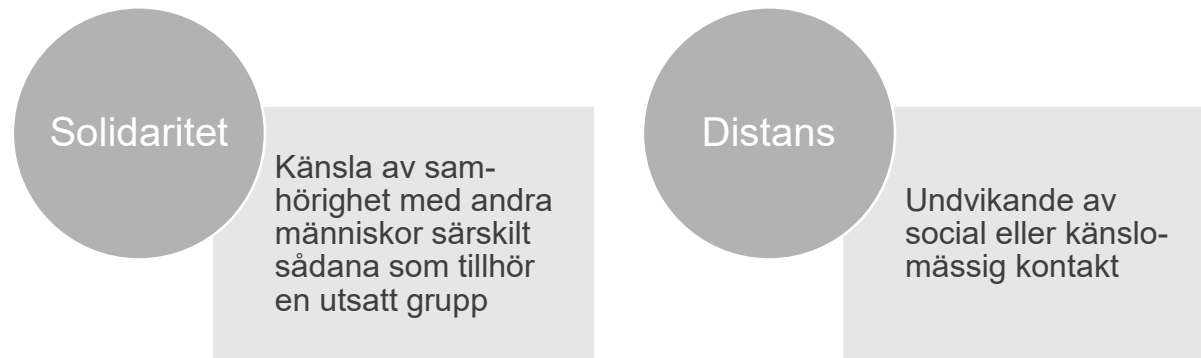 Solidaritet
Känsla av sam-
hörighet med andra
människor särskilt
sådana som tillhör
en utsatt grupp
Distans
Undvikande av
social eller känslo-
mässig kontakt